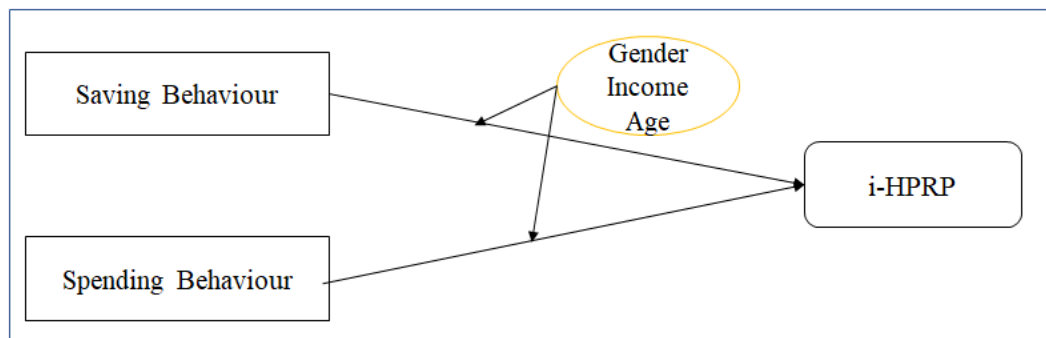 Saving Behaviour
Gender
Income
Age
i-HPRP
Spending Behaviour